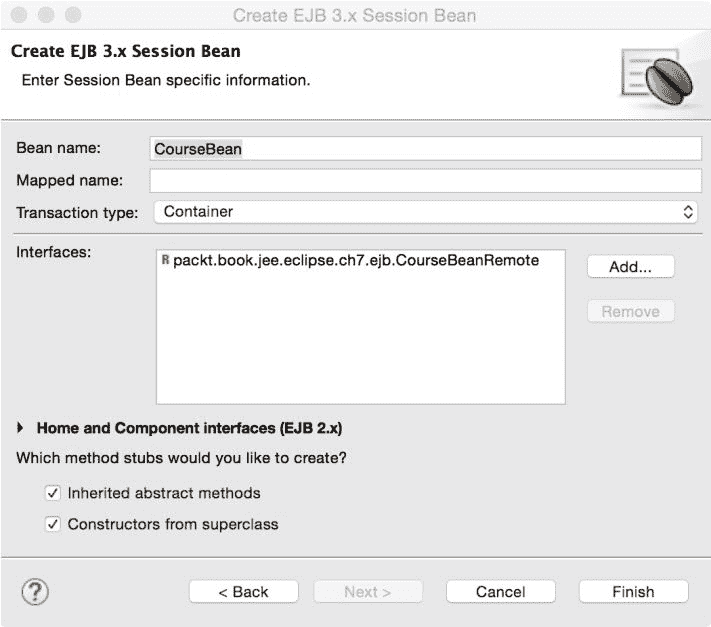 Create EJB 3.x Session Bean
Create EJB 3.x Session Bean
Enter Session Bean specific information.
Bean name: CourseBean
Mapped name:
Transaction type: Container
Interfaces:
R packt.book.jee.eclipse.ch7.ejb.CourseBeanRemote
Add...
Remove
Home and Component interfaces (EJB 2.x)
Which method stubs would you like to create?
Inherited abstract methods
Constructors from superclass
? < Back Next > Cancel Finish